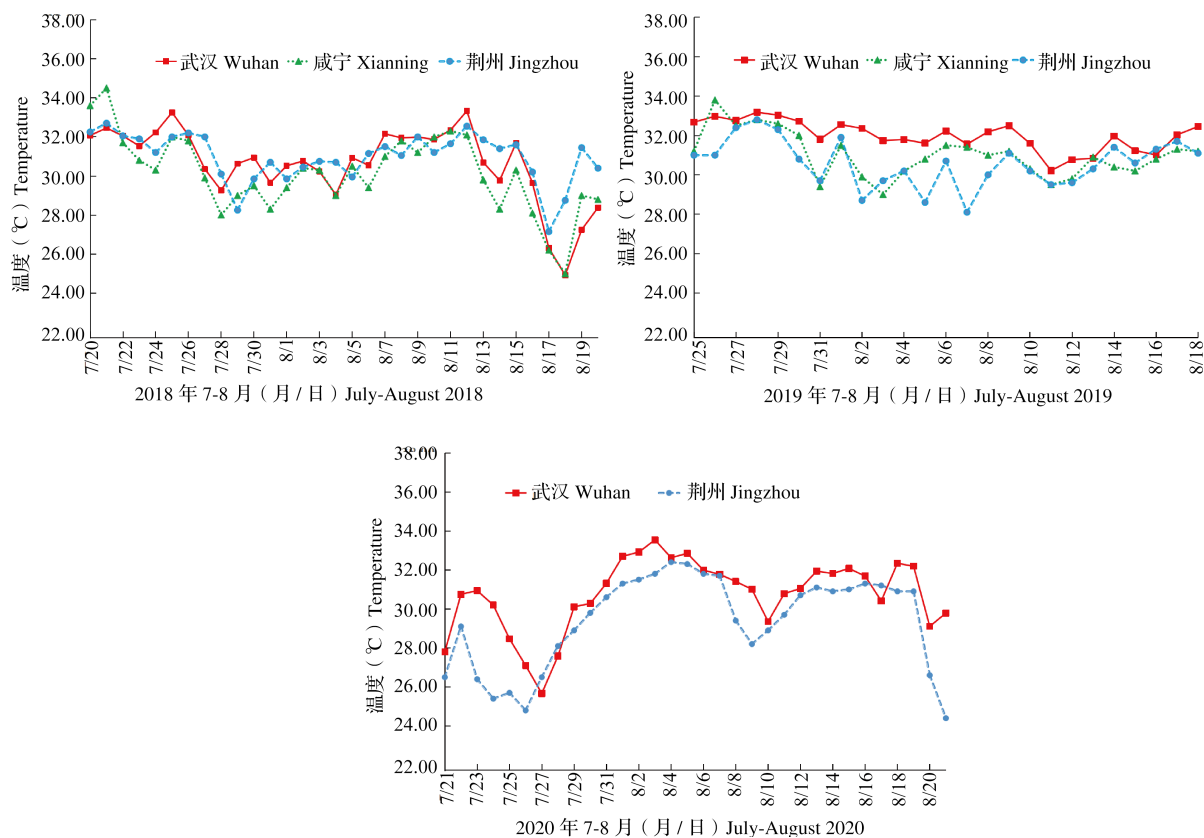 38.00
36.00
34.00
32.00
30.00
28.00
26.00
24.00
22.00
温度(℃)Temperature
武汉 Wuhan 咸宁 Xianning 荆州 Jingzhou
7/20 7/22 7/24 7/26 7/28 7/30 8/1 8/3 8/5 8/7 8/9 8/11 8/13 8/15 8/17 8/19
2018 年 7-8 月(月/日)July-August 2018
38.00
36.00
34.00
32.00
30.00
28.00
26.00
24.00
22.00
温度(℃)Temperature
武汉 Wuhan 咸宁 Xianning 荆州 Jingzhou
7/25 7/27 7/29 7/31 8/2 8/4 8/6 8/8 8/10 8/12 8/14 8/16 8/18
2019 年 7-8 月(月/日)July-August 2019
38.00
36.00
34.00
32.00
30.00
28.00
26.00
24.00
22.00
温度(℃)Temperature
武汉 Wuhan 荆州 Jingzhou
7/21 7/23 7/25 7/27 7/29 7/31 8/2 8/4 8/6 8/8 8/10 8/12 8/14 8/16 8/18 8/20
2020 年 7-8 月(月/日)July-August 2020